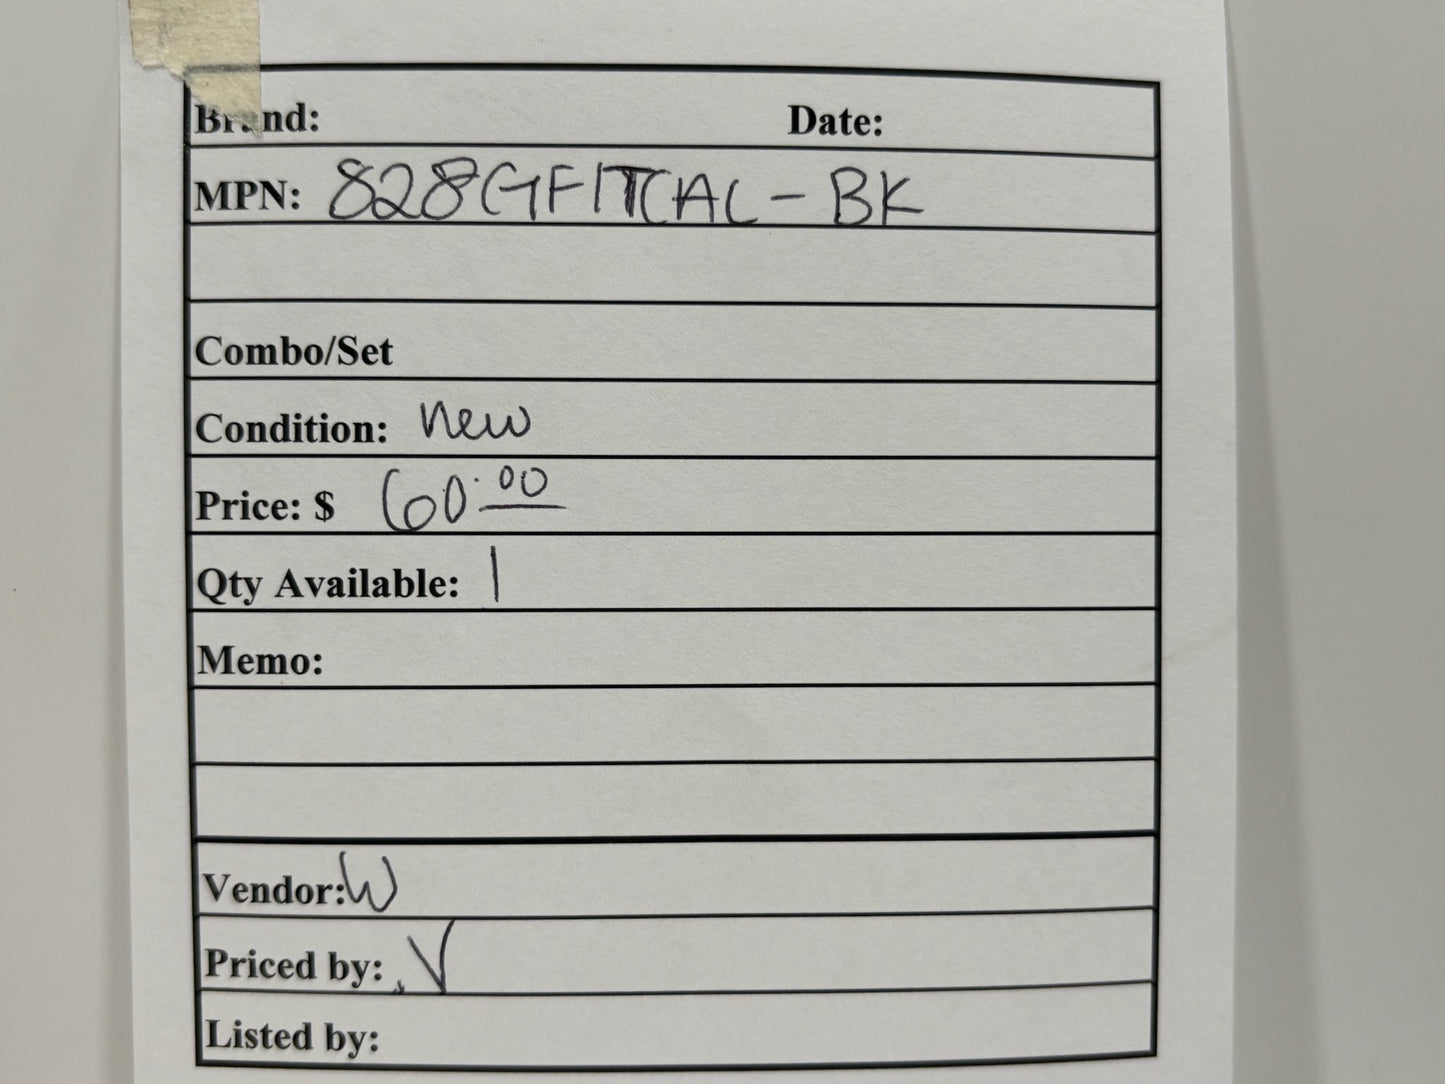 Brand: Date:
MPN: 828GFITCAL-BK
Combo/Set
Condition: new
Price: $ 60.00
Qty Available: 1
Memo:
Vendor: W
Priced by: V
Listed by: